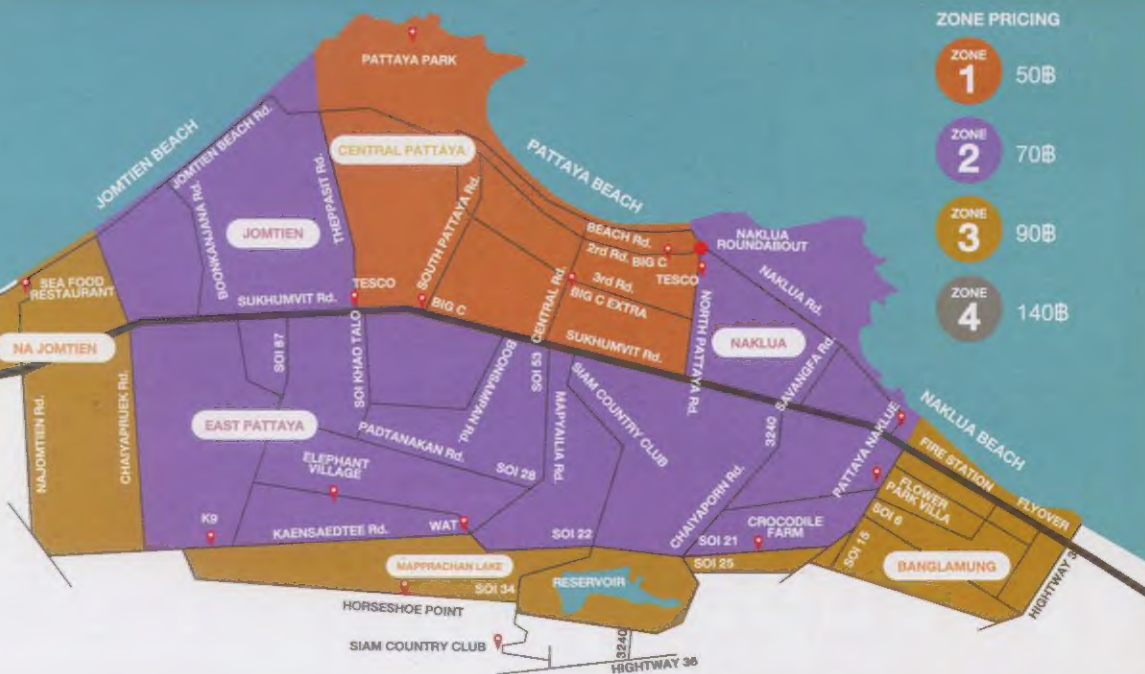 ZONE PRICING
ZONE
1
50฿
ZONE
2
70฿
ZONE
3
90฿
ZONE
4
140฿
PATTAYA PARK
CENTRAL PATTAYA
PATTAYA BEACH
JOMTIEN BEACH
JOMTIEN BEACH Rd.
BOONKANJANA Rd.
THEPPASIT Rd.
JOMTIEN
SOUTH PATTAYA Rd.
BEACH Rd.
2rd Rd.
BIG C
NAKLUA
ROUNDABOUT
TESCO
NAKLUA Rd.
3rd Rd.
BIG C EXTRA
CENTRAL Rd.
SEA FOOD
RESTAURANT
SUKHUMVIT Rd.
TESCO
BIG C
SUKHUMVIT Rd.
NORTH PATTAYA Rd.
NAKLUA
NA JOMTIEN
SOI 87
SOI KHAO TALO
BOONSAMPAN Rd.
SOI 53
SIAM COUNTRY CLUB
SAVANGFA Rd.
3240
NAJOMTIEN Rd.
CHAIYAPRUEK Rd.
EAST PATTAYA
PADTANAKAN Rd.
SOI 28
MAPYAILIA Rd.
PATTAYA NAKLUE
NAKLUA BEACH
FIRE STATION
FLYOVER
ELEPHANT
VILLAGE
CHAIYAPORN Rd.
FLOWER
PARK VILLA
SOI 6
K9
KAENSAEDTEE Rd.
WAT
SOI 22
SOI 21
CROCODILE
FARM
SOI 15
MAPPRACHAN LAKE
SOI 34
RESERVOIR
SOI 25
BANGLAMUNG
HIGHTWAY 3
HORSESHOE POINT
SIAM COUNTRY CLUB
3240
HIGHTWAY 36